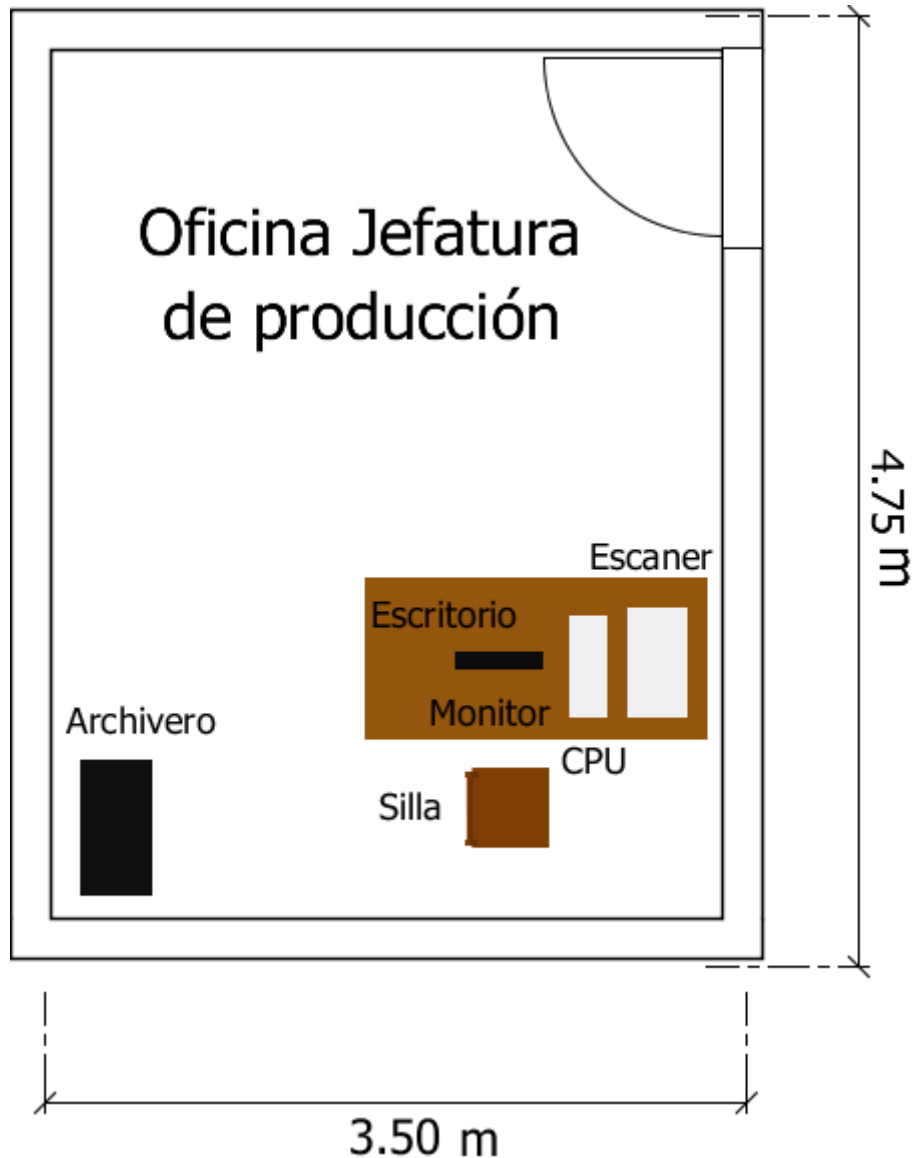 Oficina Jefatura
de producción
4.75 m
Escaner
Escritorio
Monitor
Archivero
CPU
Silla
3.50 m